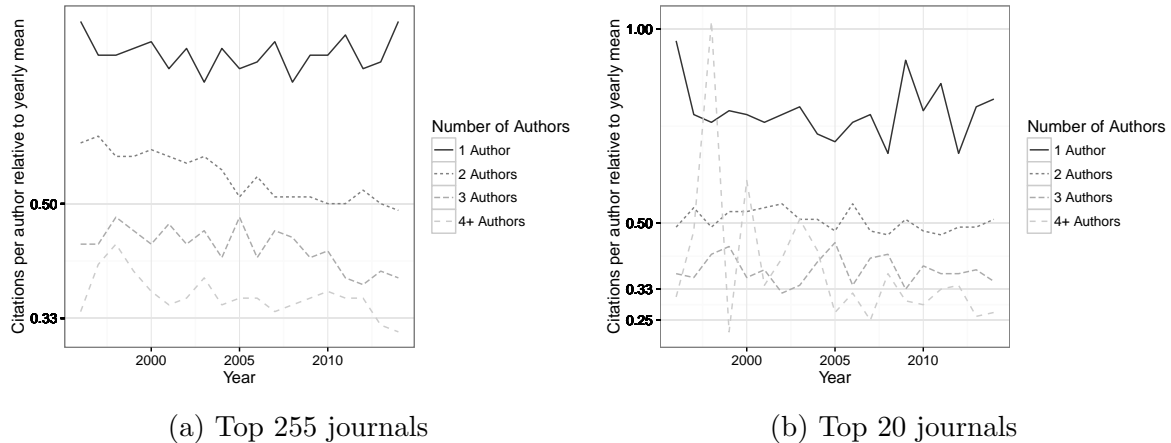 Citations per author relative to yearly mean
0.50
0.33
2000
2005
2010
Year
Number of Authors
1 Author
2 Authors
3 Authors
4+ Authors
(a) Top 255 journals
Citations per author relative to yearly mean
1.00
0.50
0.33
0.25
2000
2005
2010
Year
Number of Authors
1 Author
2 Authors
3 Authors
4+ Authors
(b) Top 20 journals